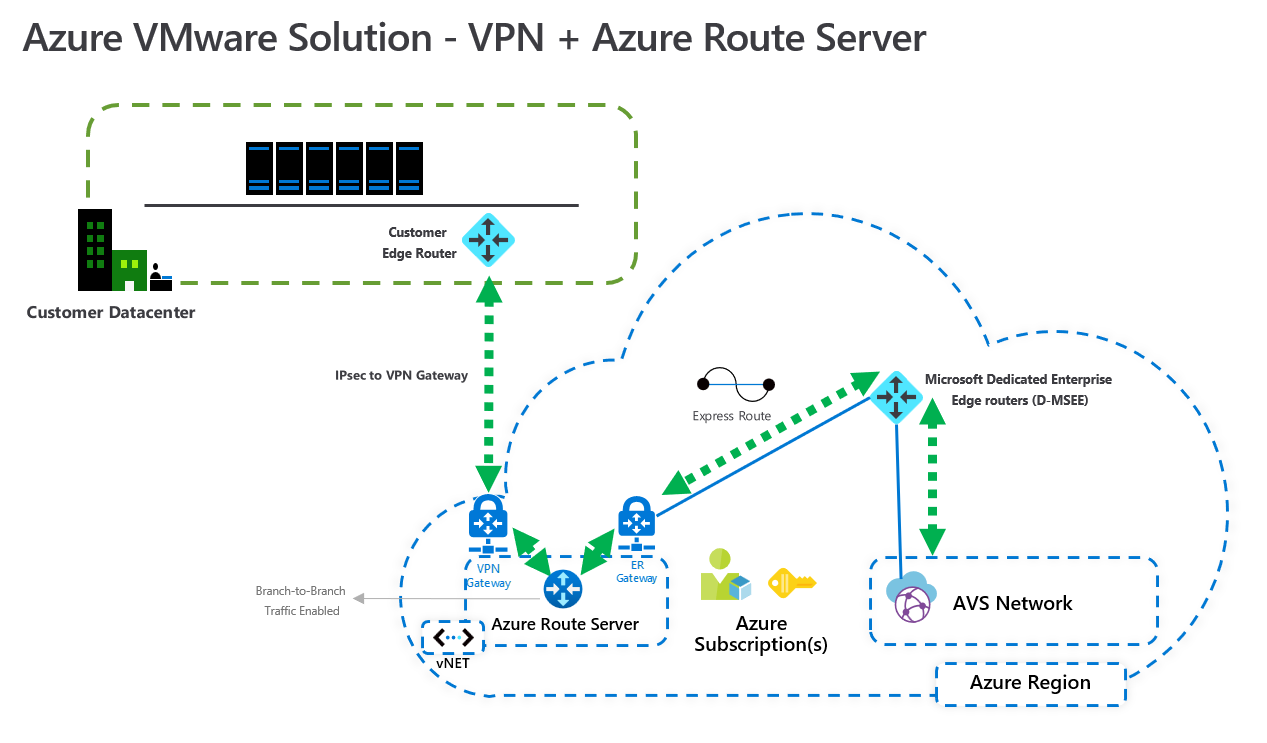 Azure VMware Solution - VPN + Azure Route Server
Customer
Edge Router
Customer Datacenter
IPsec to VPN Gateway
Express Route
Microsoft Dedicated Enterprise
Edge routers (D-MSEE)
VPN
Gateway
ER
Gateway
Branch-to-Branch
Traffic Enabled
Azure Route Server
vNET
Azure
Subscription(s)
AVS Network
Azure Region